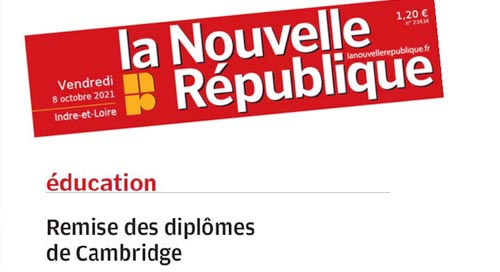 1,20 €
n° 23434
la Nouvelle
République
lanouvellerepublique.fr
Vendredi
8 octobre 2021
Indre-et-Loire
éducation
Remise des diplômes
de Cambridge